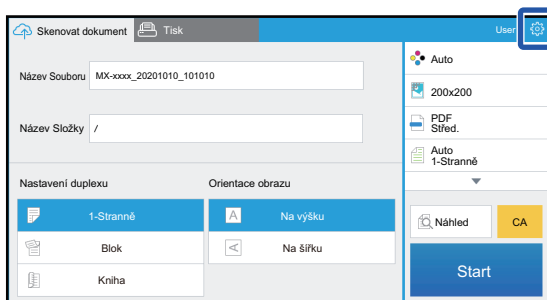 Skenovat dokument
Tisk
User
Název Souboru
MX-xxxx_20201010_101010
Název Složky
/
Nastavení duplexu
Orientace obrazu
1-Stranně
Blok
Kniha
A
Na výšku
A
Na šířku
Auto
200x200
PDF
Střed.
Auto
1-Stranně
Náhled
CA
Start